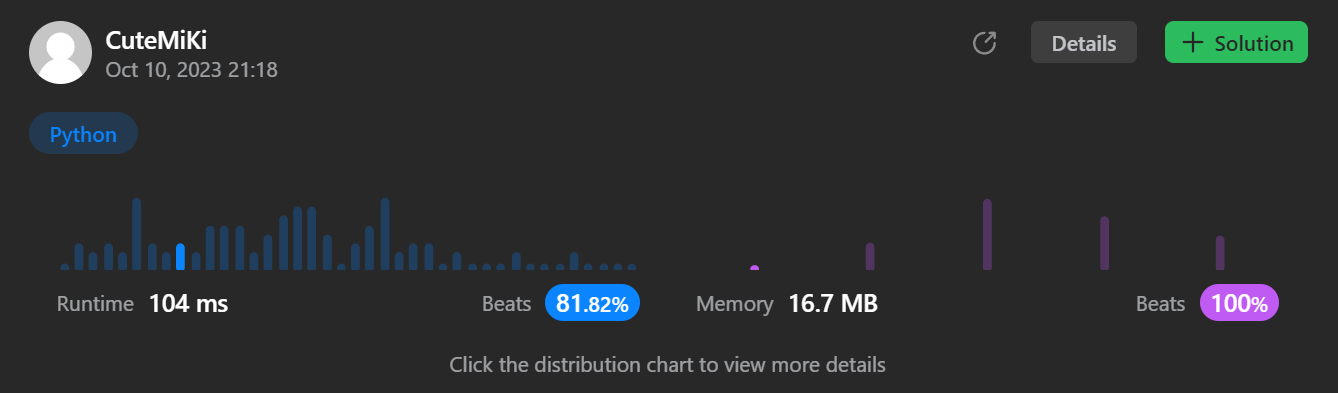 CuteMiKi
Oct 10, 2023 21:18
Details
Solution
Python
Runtime 104 ms
Beats 81.82%
Memory 16.7 MB
Beats 100%
Click the distribution chart to view more details